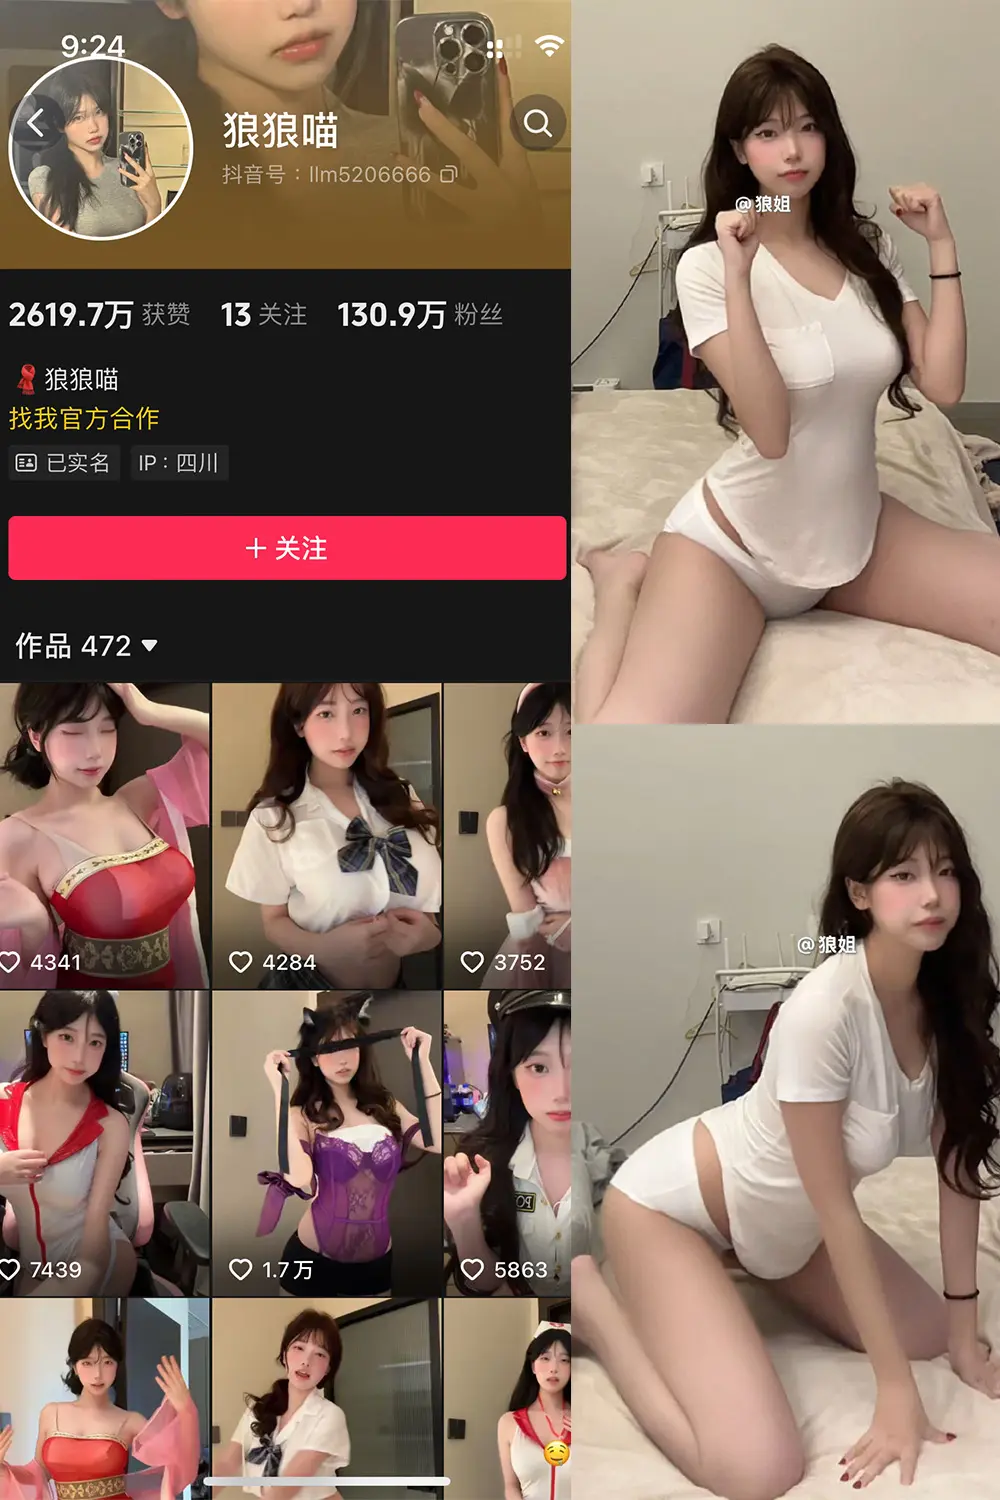 9:24
狼狼喵
抖音号：llm5206666
2619.7万 获赞 13 关注 130.9万 粉丝
狼狼喵
找我官方合作
已实名 IP：四川
+ 关注
作品 472
4341 4284 3752
7439 1.7万 5863
@狼姐
@狼姐